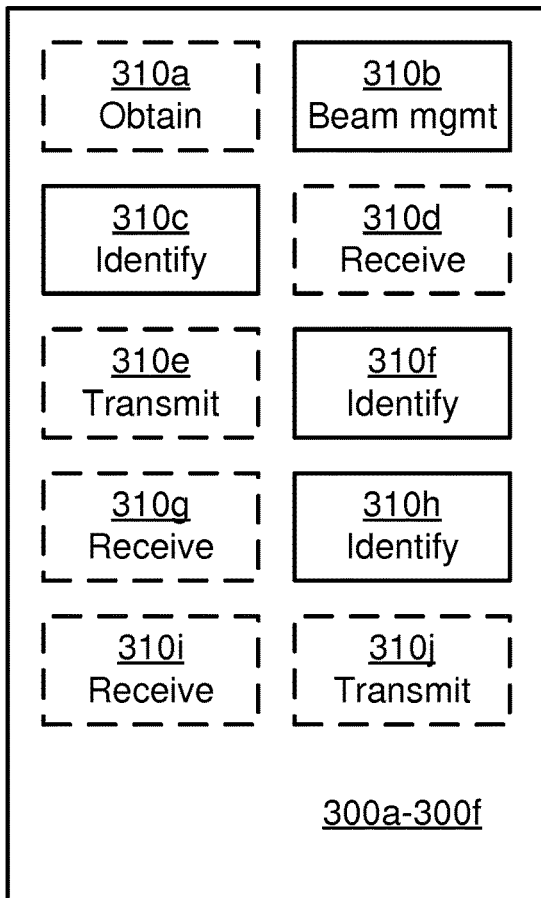 310a
Obtain
310b
Beam mgmt
310c
Identify
310d
Receive
310e
Transmit
310f
Identify
310g
Receive
310h
Identify
310i
Receive
310j
Transmit
300a-300f